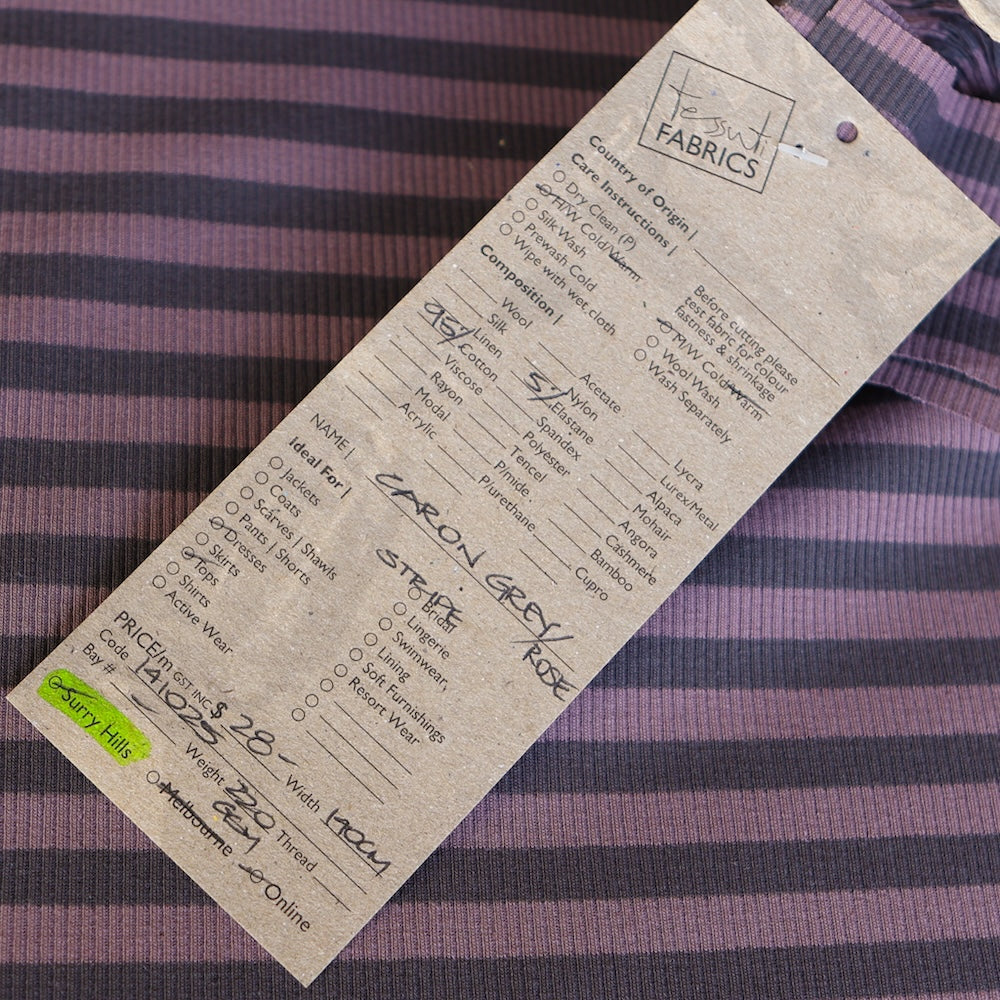 tessuti
FABRICS
Country of Origin |
Care Instructions |
Dry Clean (P)
H/W Cold/Warm
Silk Wash
Prewash Cold
Wipe with wet cloth
Before cutting please
test fabric for colour
fastness & shrinkage
M/W Cold/Warm
Wool Wash
Wash Separately
Composition |
Wool
Silk
Linen
95% Cotton
Viscose
Rayon
Modal
Acrylic
Acetate
Nylon
5% Elastane
Spandex
Polyester
Tencel
P/mide
P/urethane
Lycra
Lurex/Metal
Alpaca
Mohair
Angora
Cashmere
Bamboo
Cupro
NAME | CARON GREY/ROSE
STRIPE
Ideal For |
Jackets
Coats
Scarves | Shawls
Pants | Shorts
Dresses
Skirts
Tops
Shirts
Active Wear
Bridal
Lingerie
Swimwear,
Lining
Soft Furnishings
Resort Wear
PRICE/m GST INC $ 28 -
Code 141025
Bay #
Width 140CM
Weight 220 GSM
Thread
Surry Hills
Melbourne
Online